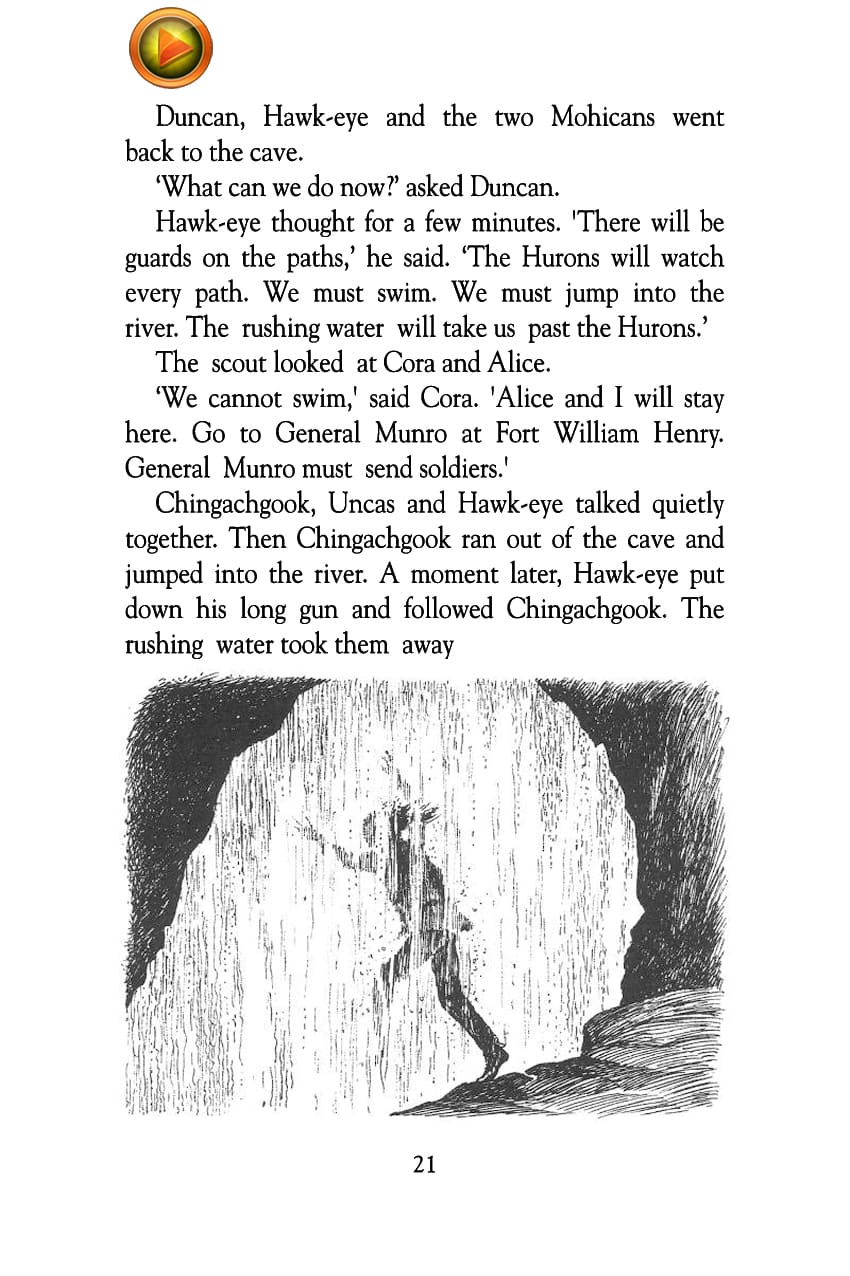 Duncan, Hawk-eye and the two Mohicans went
back to the cave.
‘What can we do now?’ asked Duncan.
Hawk-eye thought for a few minutes. 'There will be
guards on the paths,’ he said. ‘The Hurons will watch
every path. We must swim. We must jump into the
river. The rushing water will take us past the Hurons.’
The scout looked at Cora and Alice.
‘We cannot swim,' said Cora. 'Alice and I will stay
here. Go to General Munro at Fort William Henry.
General Munro must send soldiers.'
Chingachgook, Uncas and Hawk-eye talked quietly
together. Then Chingachgook ran out of the cave and
jumped into the river. A moment later, Hawk-eye put
down his long gun and followed Chingachgook. The
rushing water took them away
21